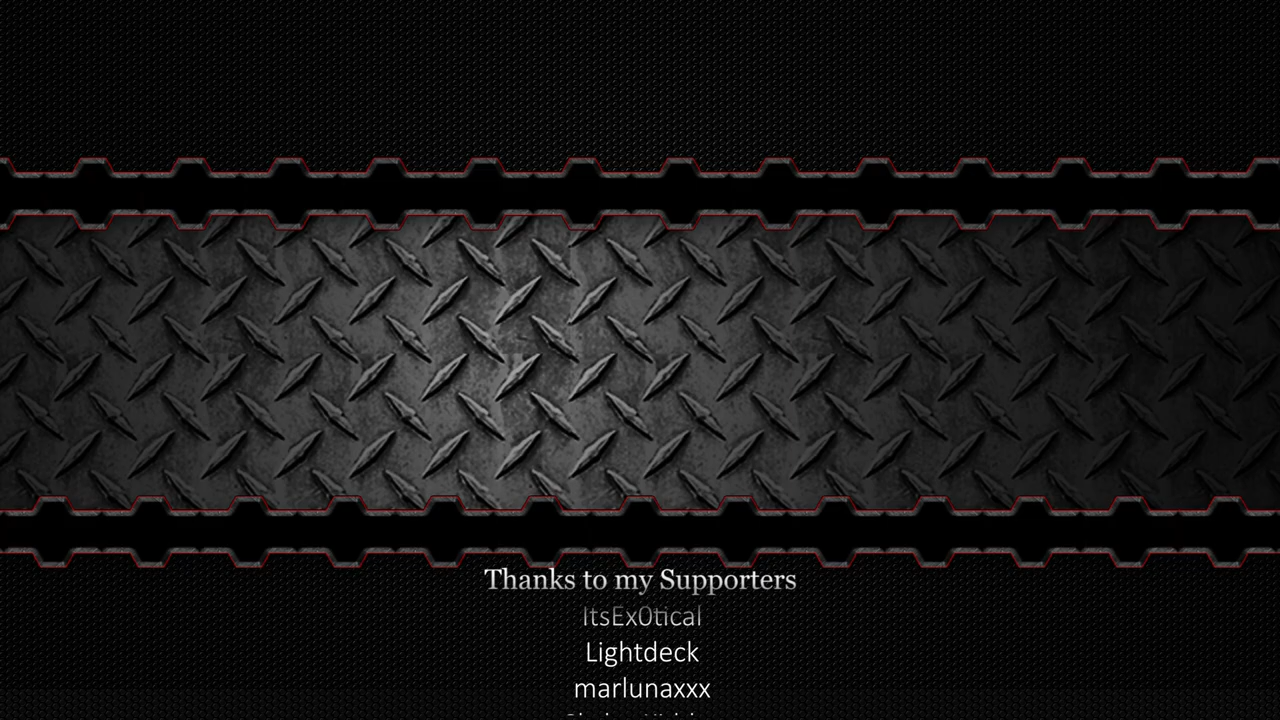 Thanks to my Supporters
ItsEx0tical
Lightdeck
marlunaxxx